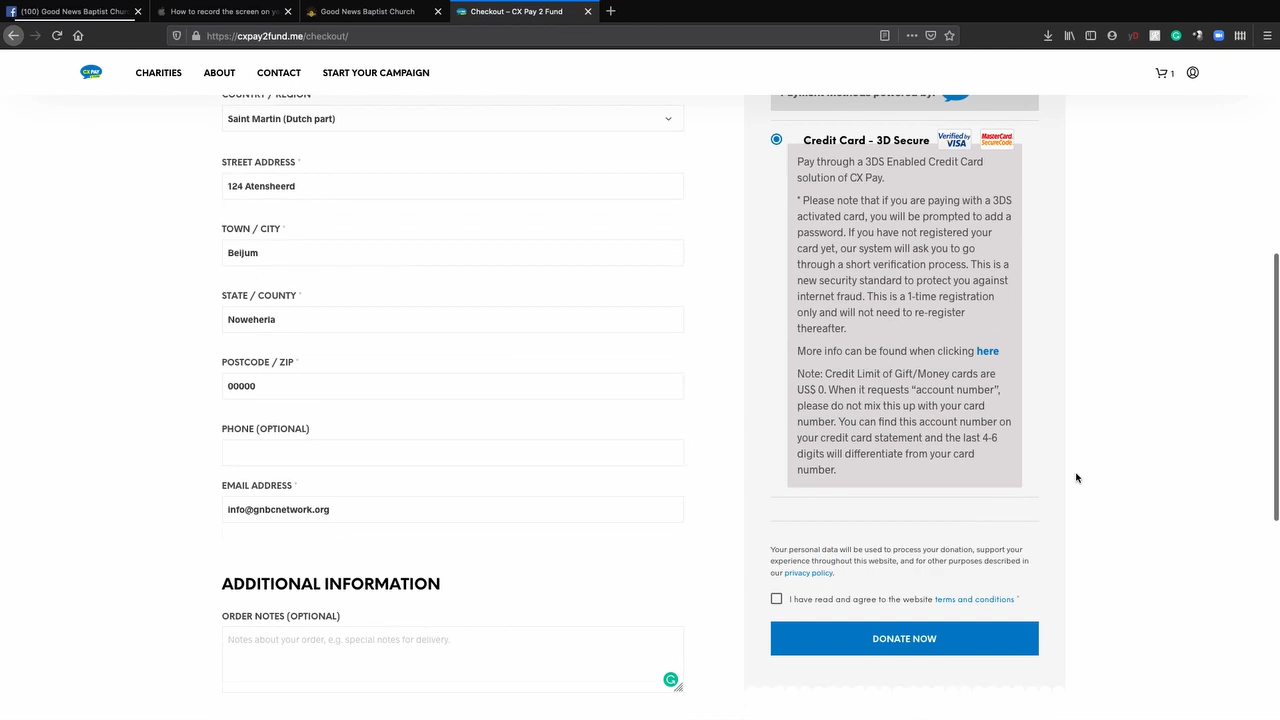 (100) Good News Baptist Churc
How to record the screen on yo
Good News Baptist Church
Checkout – CX Pay 2 Fund
https://cxpay2fund.me/checkout/
CX PAY
CHARITIES
ABOUT
CONTACT
START YOUR CAMPAIGN
1
COUNTRY / REGION
Saint Martin (Dutch part)
STREET ADDRESS *
124 Atensheerd
TOWN / CITY *
Beijum
STATE / COUNTY *
Noweheria
POSTCODE / ZIP *
00000
PHONE (OPTIONAL)
EMAIL ADDRESS *
info@gnbcnetwork.org
ADDITIONAL INFORMATION
ORDER NOTES (OPTIONAL)
Notes about your order, e.g. special notes for delivery.
Payment Methods powered by:
Credit Card - 3D Secure
Verified by
VISA
MasterCard.
SecureCode
Pay through a 3DS Enabled Credit Card
solution of CX Pay.
* Please note that if you are paying with a 3DS
activated card, you will be prompted to add a
password. If you have not registered your
card yet, our system will ask you to go
through a short verification process. This is a
new security standard to protect you against
internet fraud. This is a 1-time registration
only and will not need to re-register
thereafter.
More info can be found when clicking here
Note: Credit Limit of Gift/Money cards are
US$ 0. When it requests “account number”,
please do not mix this up with your card
number. You can find this account number on
your credit card statement and the last 4-6
digits will differentiate from your card
number.
Your personal data will be used to process your donation, support your
experience throughout this website, and for other purposes described in
our privacy policy.
I have read and agree to the website terms and conditions *
DONATE NOW